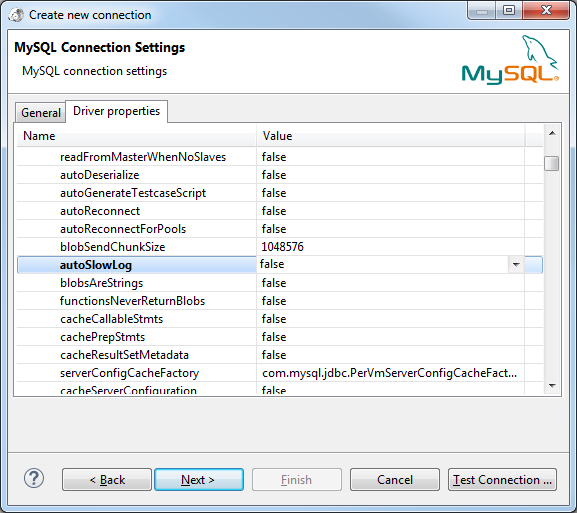 Create new connection
MySQL Connection Settings
MySQL connection settings
MySQL®
General Driver properties
Name Value
readFromMasterWhenNoSlaves false
autoDeserialize false
autoGenerateTestcaseScript false
autoReconnect false
autoReconnectForPools false
blobSendChunkSize 1048576
autoSlowLog false
blobsAreStrings false
functionsNeverReturnBlobs false
cacheCallableStmts false
cachePrepStmts false
cacheResultSetMetadata false
serverConfigCacheFactory com.mysql.jdbc.PerVmServerConfigCacheFact...
cacheServerConfiguration false
? < Back Next > Finish Cancel Test Connection ...